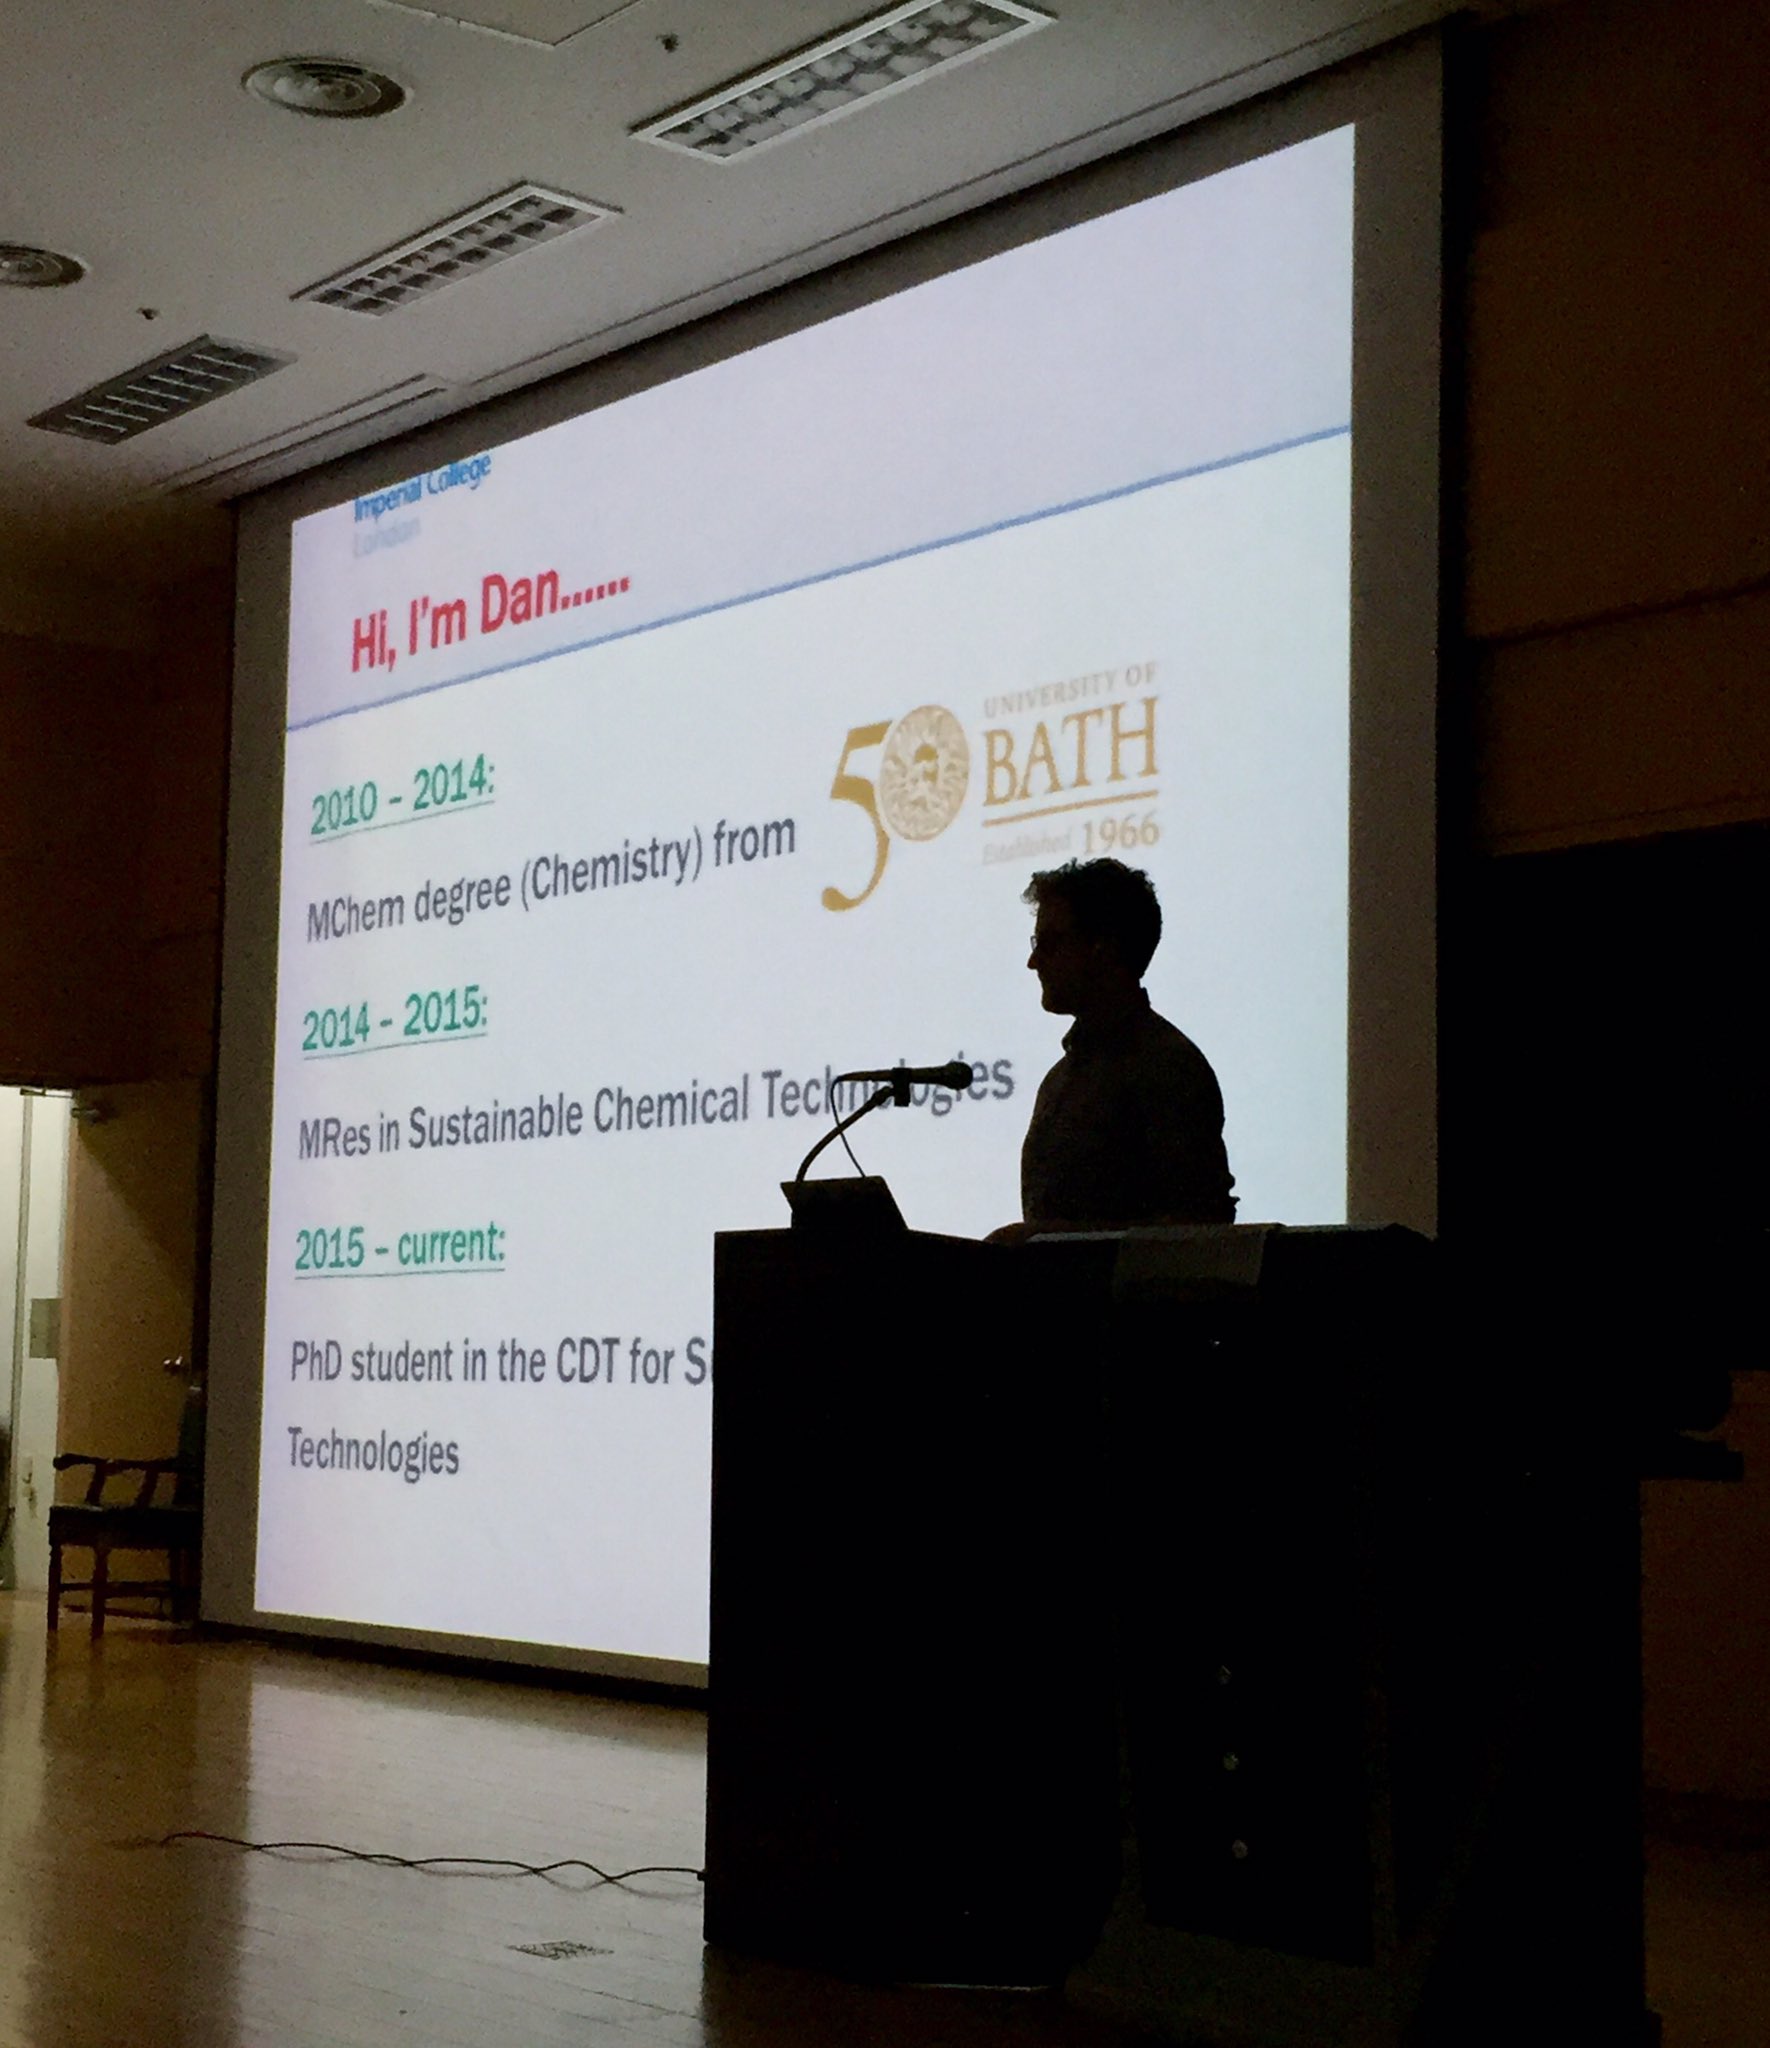 Imperial College
London
Hi, I'm Dan......
2010 – 2014:
MChem degree (Chemistry) from
50
UNIVERSITY OF
BATH
Established 1966
2014 – 2015:
MRes in Sustainable Chemical Technologies
2015 – current:
PhD student in the CDT for
Technologies